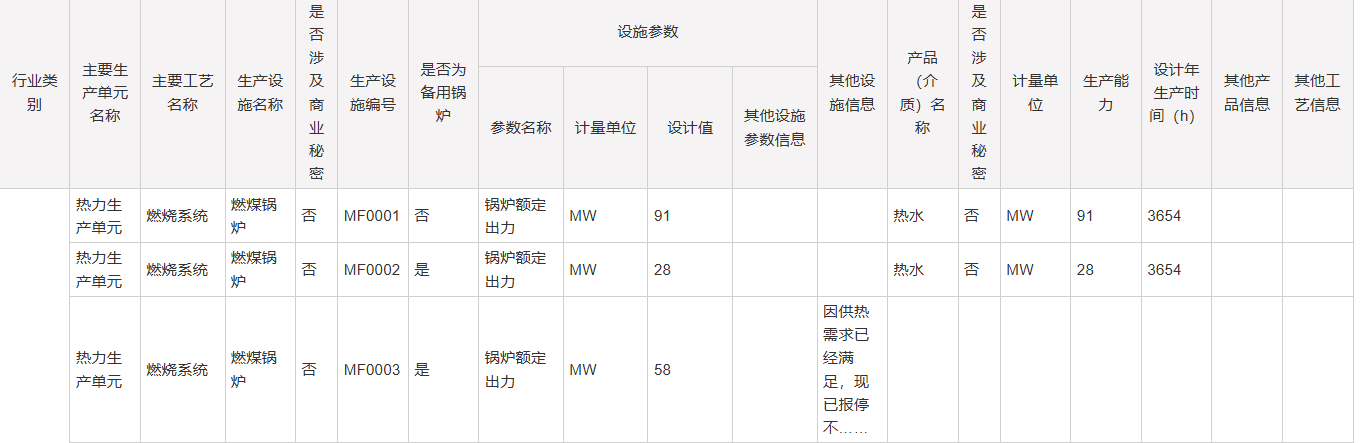 行业类
别
主要生
产单元
名称
主要工艺
名称
生产设
施名称
是
否
涉
及
商
业
秘
密
生产设
施编号
是否为
备用锅
炉
设施参数
参数名称
计量单位
设计值
其他设施
参数信息
其他设
施信息
产品
（介
质）名
称
是
否
涉
及
商
业
秘
密
计量单
位
生产能
力
设计年
生产时
间（h）
其他产
品信息
其他工
艺信息
热力生
产单元
燃烧系统
燃煤锅
炉
否
MF0001
否
锅炉额定
出力
MW
91
热水
否
MW
91
3654
热力生
产单元
燃烧系统
燃煤锅
炉
否
MF0002
是
锅炉额定
出力
MW
28
热水
否
MW
28
3654
热力生
产单元
燃烧系统
燃煤锅
炉
否
MF0003
是
锅炉额定
出力
MW
58
因供热
需求已
经满
足，现
已报停
不……